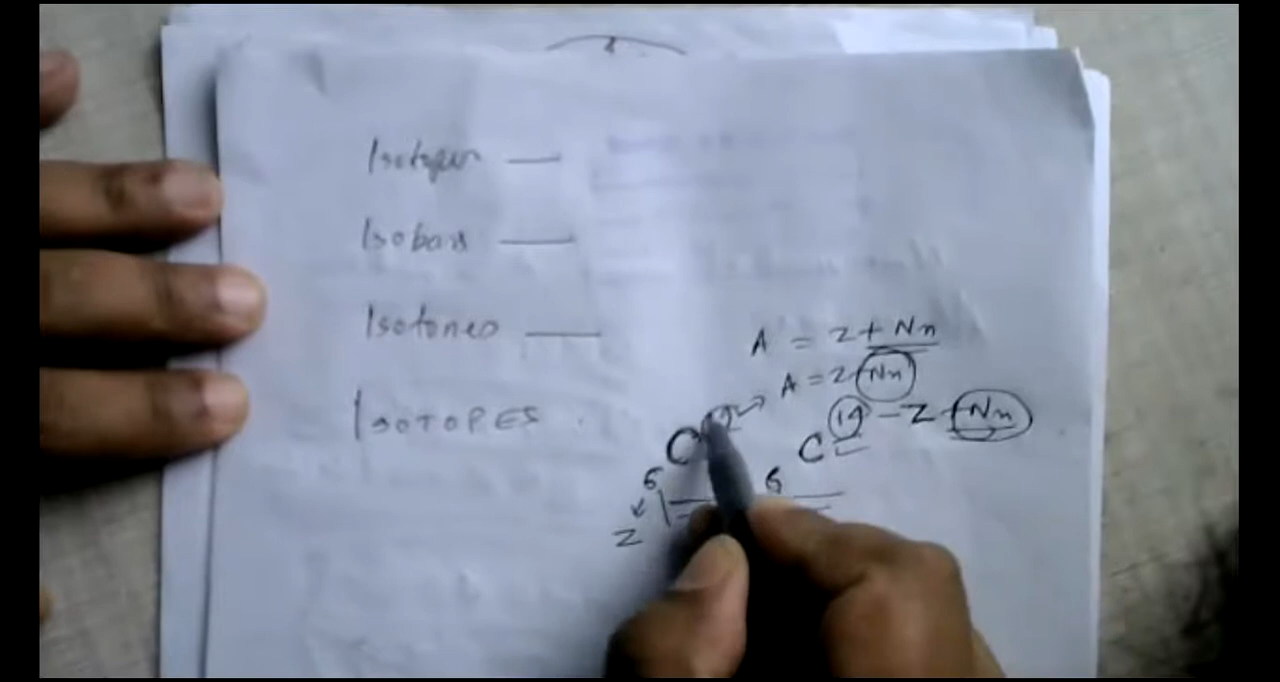 Isotopes —
Isobars —
Isotones —
A = Z + Nn
A = Z + Nn
ISOTOPES .
C
C 14 - Z + Nn
6
6
Z